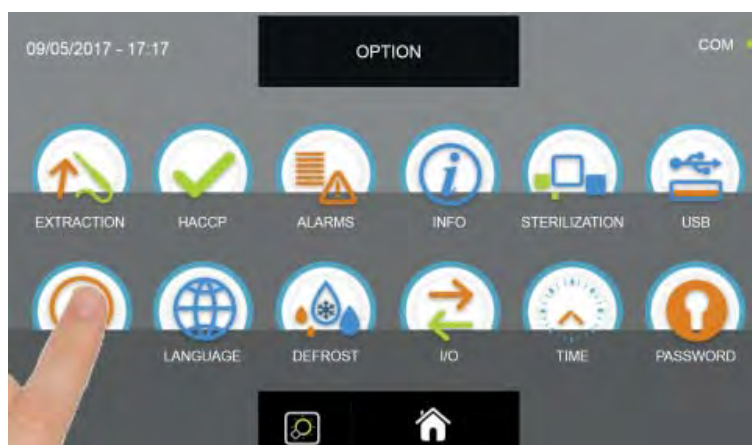 09/05/2017 - 17:17
OPTION
COM
EXTRACTION
HACCP
ALARMS
INFO
STERILIZATION
USB
LANGUAGE
DEFROST
I/O
TIME
PASSWORD